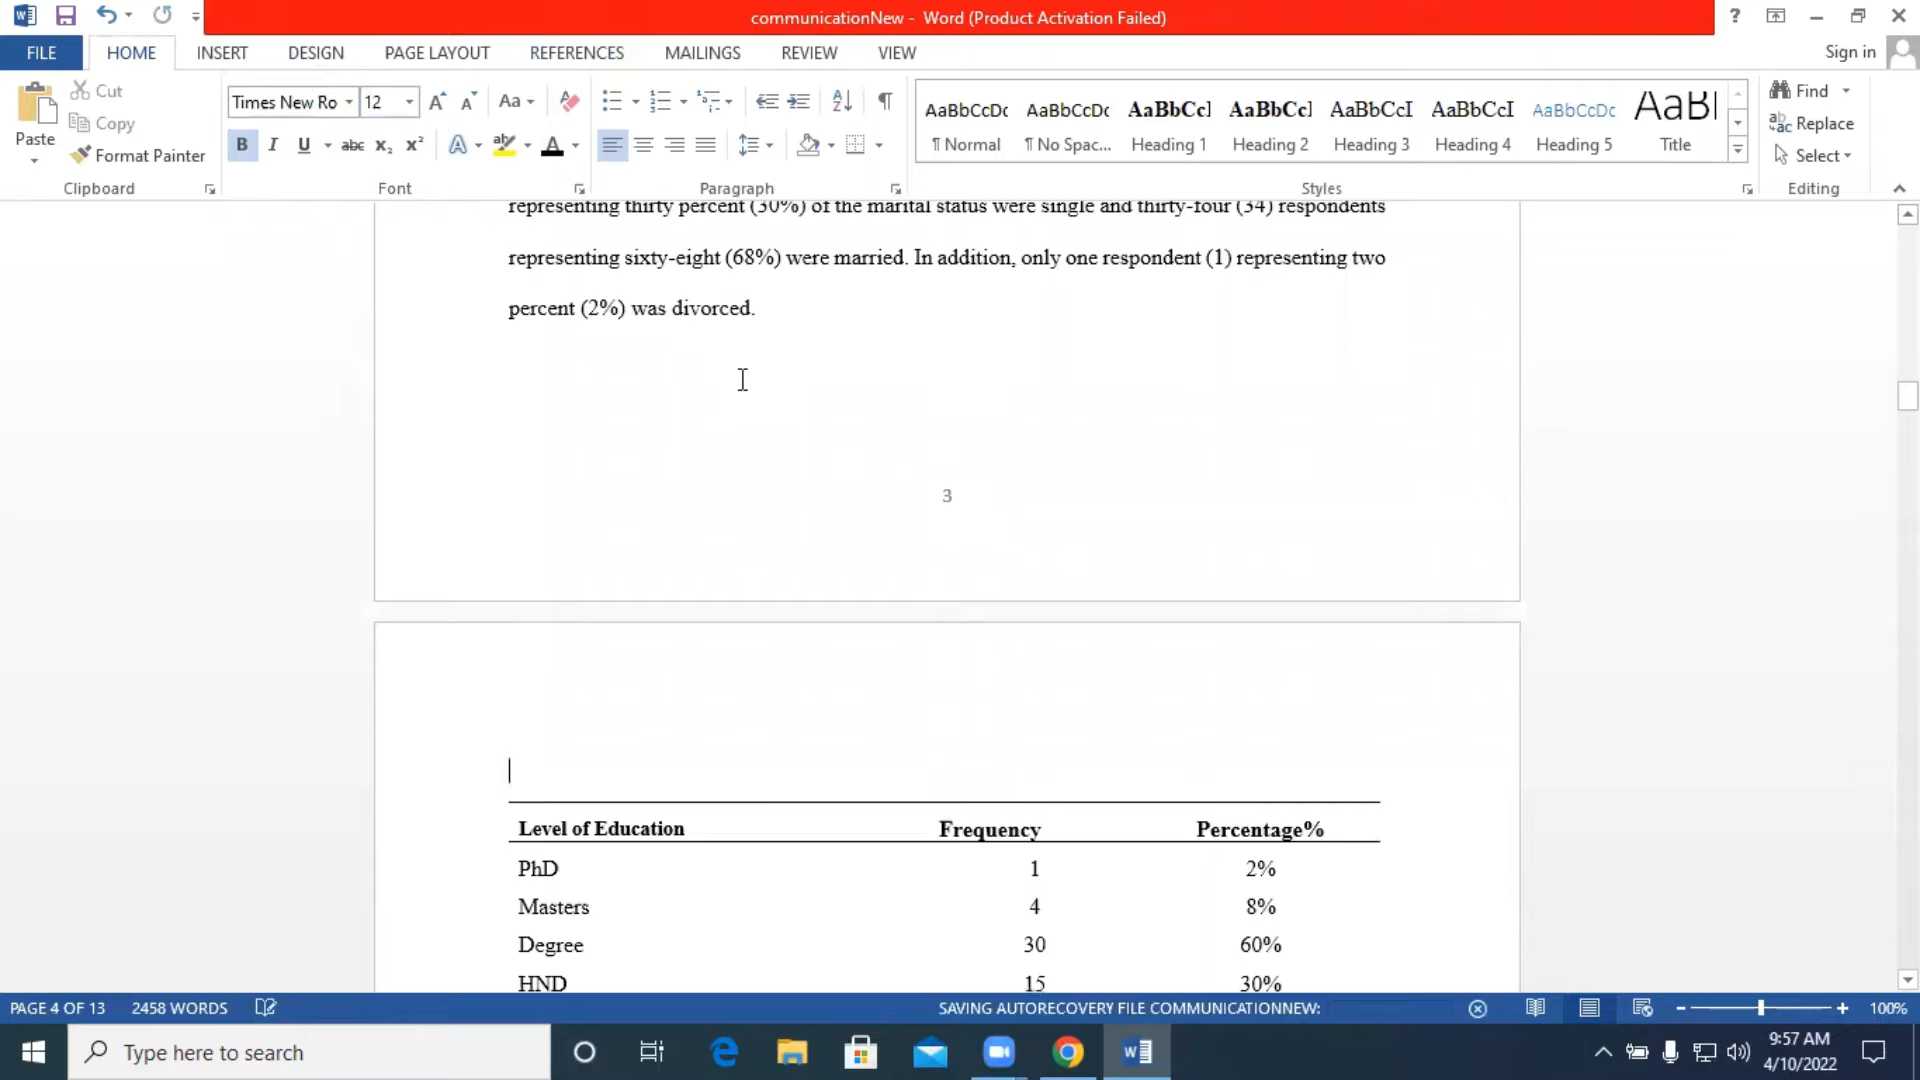 communicationNew - Word (Product Activation Failed)
FILE HOME INSERT DESIGN PAGE LAYOUT REFERENCES MAILINGS REVIEW VIEW Sign in
Cut
Copy
Format Painter
Paste
Clipboard
Times New Ro 12
Font
Paragraph
AaBbCcDc AaBbCcDc AaBbCcI AaBbCcI AaBbCcI AaBbCcI AaBbCcDc AaBI
¶ Normal ¶ No Spac... Heading 1 Heading 2 Heading 3 Heading 4 Heading 5 Title
Styles
Find
Replace
Select
Editing
representing thirty percent (30%) of the marital status were single and thirty-four (34) respondents
representing sixty-eight (68%) were married. In addition, only one respondent (1) representing two
percent (2%) was divorced.
3
Level of Education Frequency Percentage%
PhD 1 2%
Masters 4 8%
Degree 30 60%
HND 15 30%
PAGE 4 OF 13 2458 WORDS SAVING AUTORECOVERY FILE COMMUNICATIONNEW: 100%
Type here to search
9:57 AM
4/10/2022